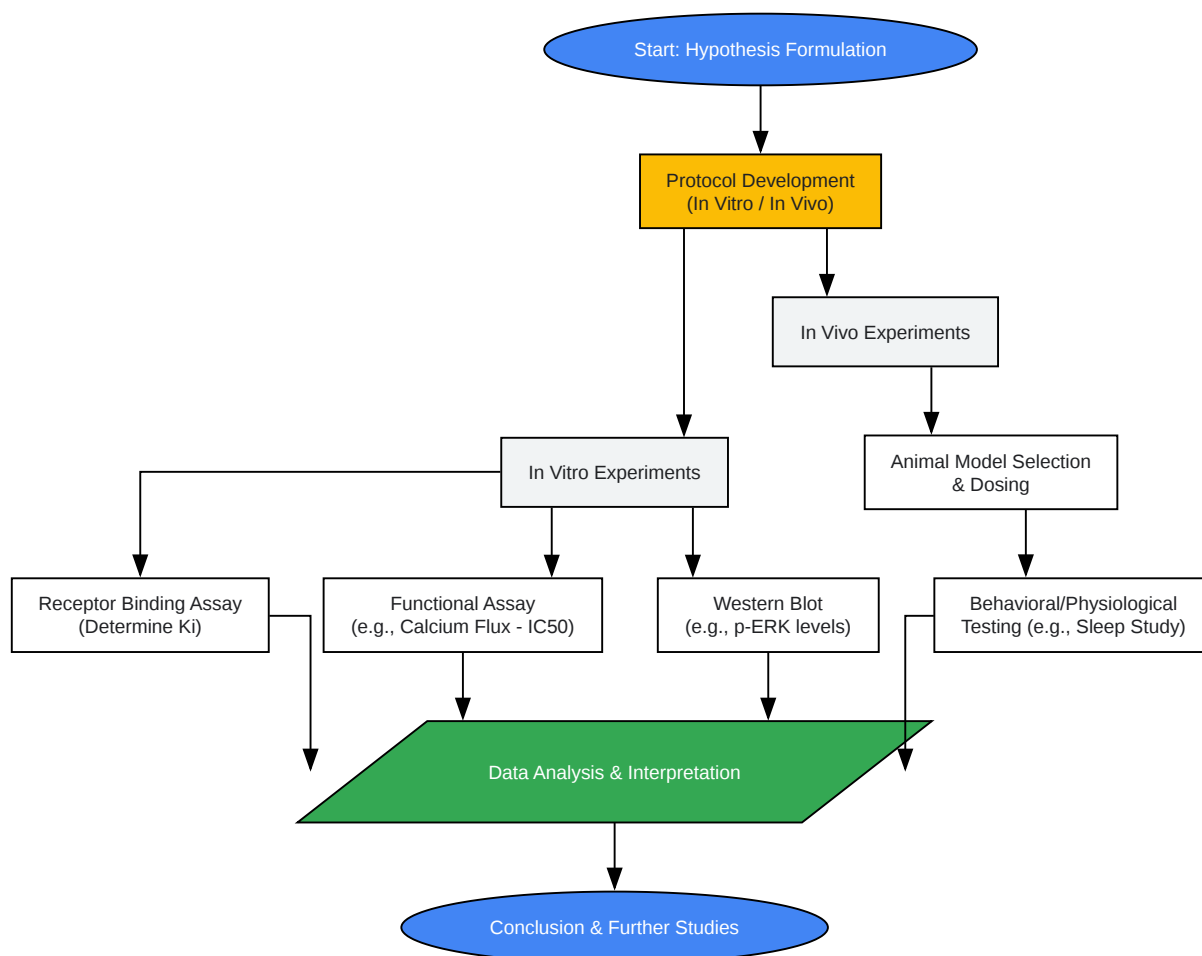 Start: Hypothesis Formulation
Protocol Development
(In Vitro / In Vivo)
In Vivo Experiments
In Vitro Experiments
Animal Model Selection
& Dosing
Receptor Binding Assay
(Determine Ki)
Functional Assay
(e.g., Calcium Flux - IC50)
Western Blot
(e.g., p-ERK levels)
Behavioral/Physiological
Testing (e.g., Sleep Study)
Data Analysis & Interpretation
Conclusion & Further Studies